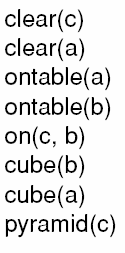 clear(c)
clear(a)
ontable(a)
ontable(b)
on(c, b)
cube(b)
cube(a)
pyramid(c)